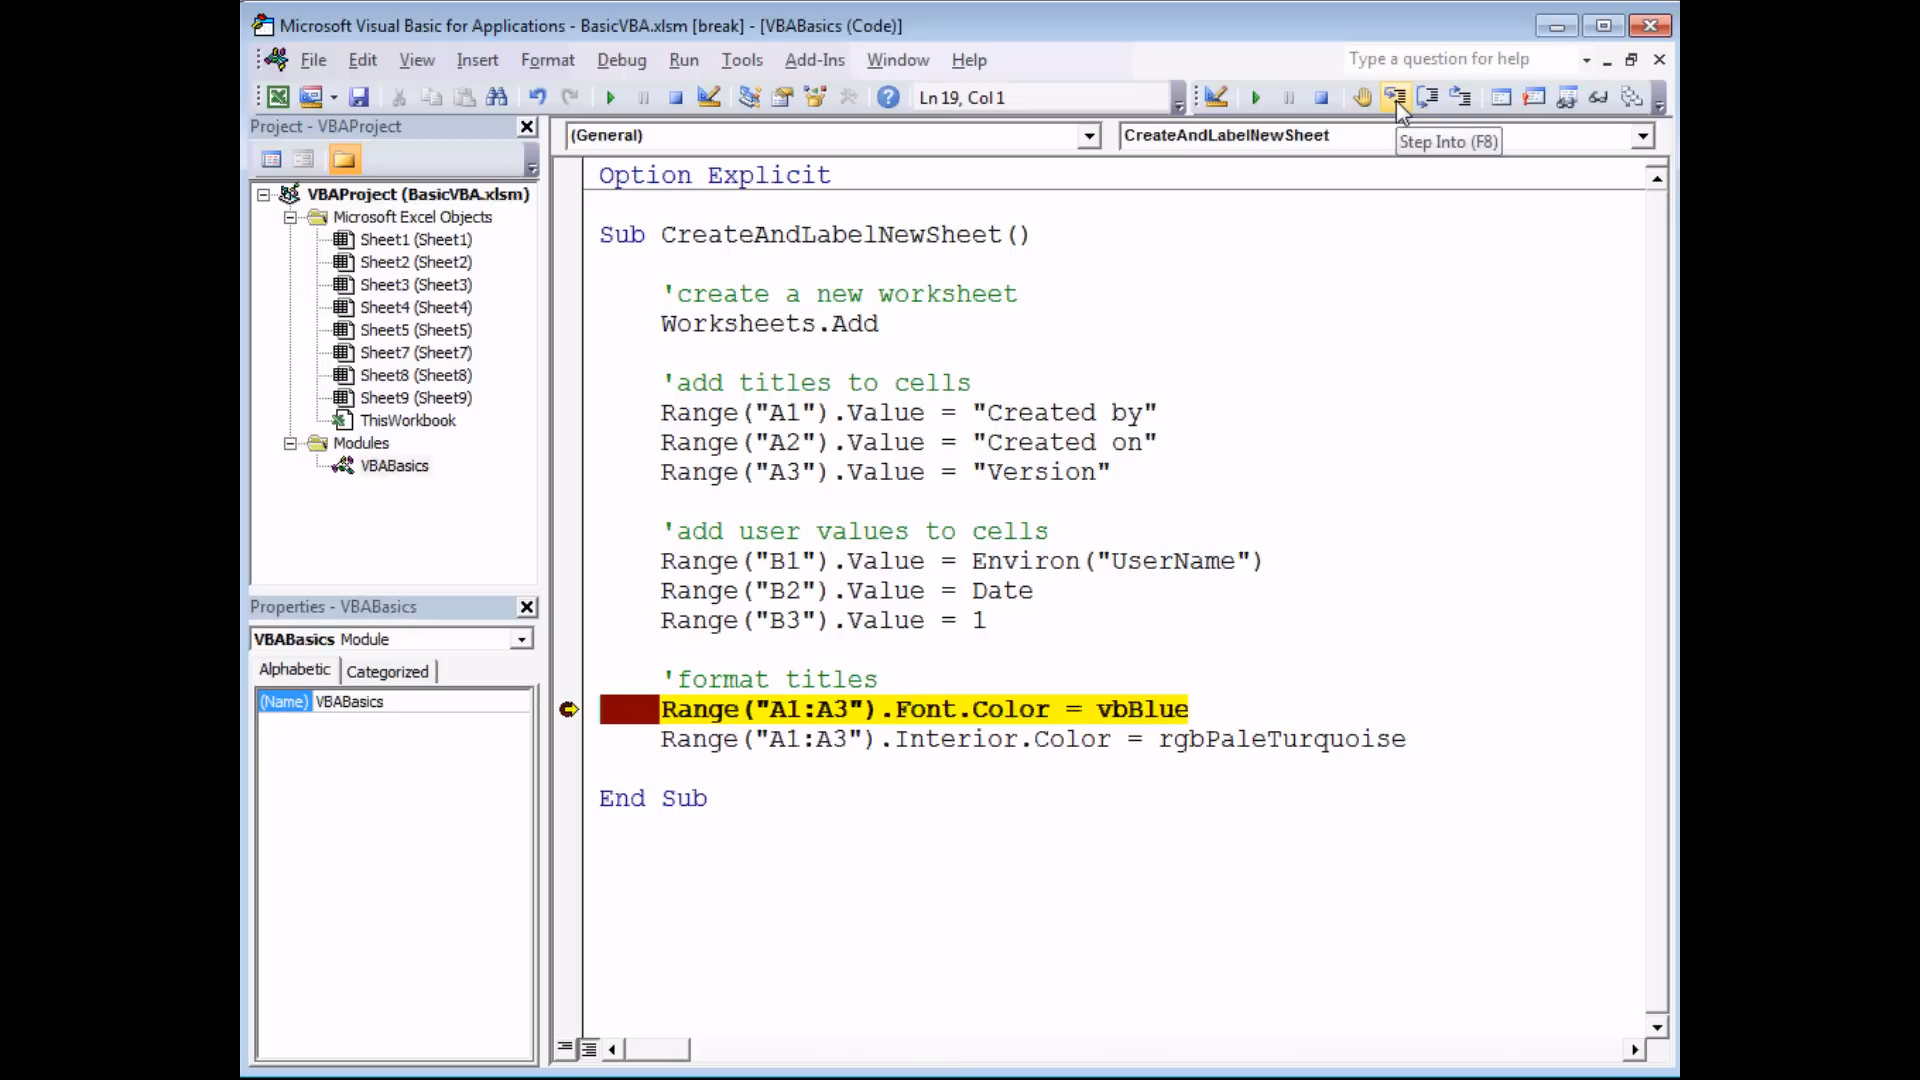 Microsoft Visual Basic for Applications - BasicVBA.xlsm [break] - [VBABasics (Code)]
File Edit View Insert Format Debug Run Tools Add-Ins Window Help
Type a question for help
Ln 19, Col 1
Project - VBAProject
(General)
CreateAndLabelNewSheet
Step Into (F8)
VBAProject (BasicVBA.xlsm)
Microsoft Excel Objects
Sheet1 (Sheet1)
Sheet2 (Sheet2)
Sheet3 (Sheet3)
Sheet4 (Sheet4)
Sheet5 (Sheet5)
Sheet7 (Sheet7)
Sheet8 (Sheet8)
Sheet9 (Sheet9)
ThisWorkbook
Modules
VBABasics
Properties - VBABasics
VBABasics Module
Alphabetic Categorized
(Name) VBABasics
Option Explicit
Sub CreateAndLabelNewSheet()
'create a new worksheet
Worksheets.Add
'add titles to cells
Range("A1").Value = "Created by"
Range("A2").Value = "Created on"
Range("A3").Value = "Version"
'add user values to cells
Range("B1").Value = Environ("UserName")
Range("B2").Value = Date
Range("B3").Value = 1
'format titles
Range("A1:A3").Font.Color = vbBlue
Range("A1:A3").Interior.Color = rgbPaleTurquoise
End Sub